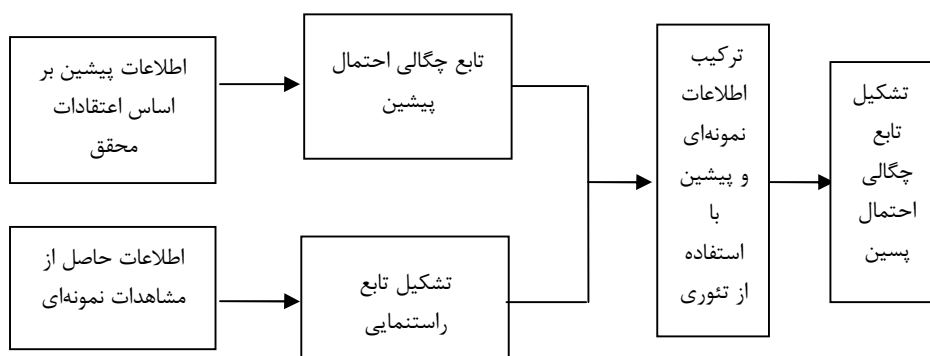 اطلاعات پیشین بر
اساس اعتقادات
محقق
تابع چگالی احتمال
پیشین
اطلاعات حاصل از
مشاهدات نمونه‌ای
تشکیل تابع
راستنمایی
ترکیب
اطلاعات
نمونه‌ای
و پیشین
با
استفاده
از تئوری
تشکیل
تابع
چگالی
احتمال
پسین